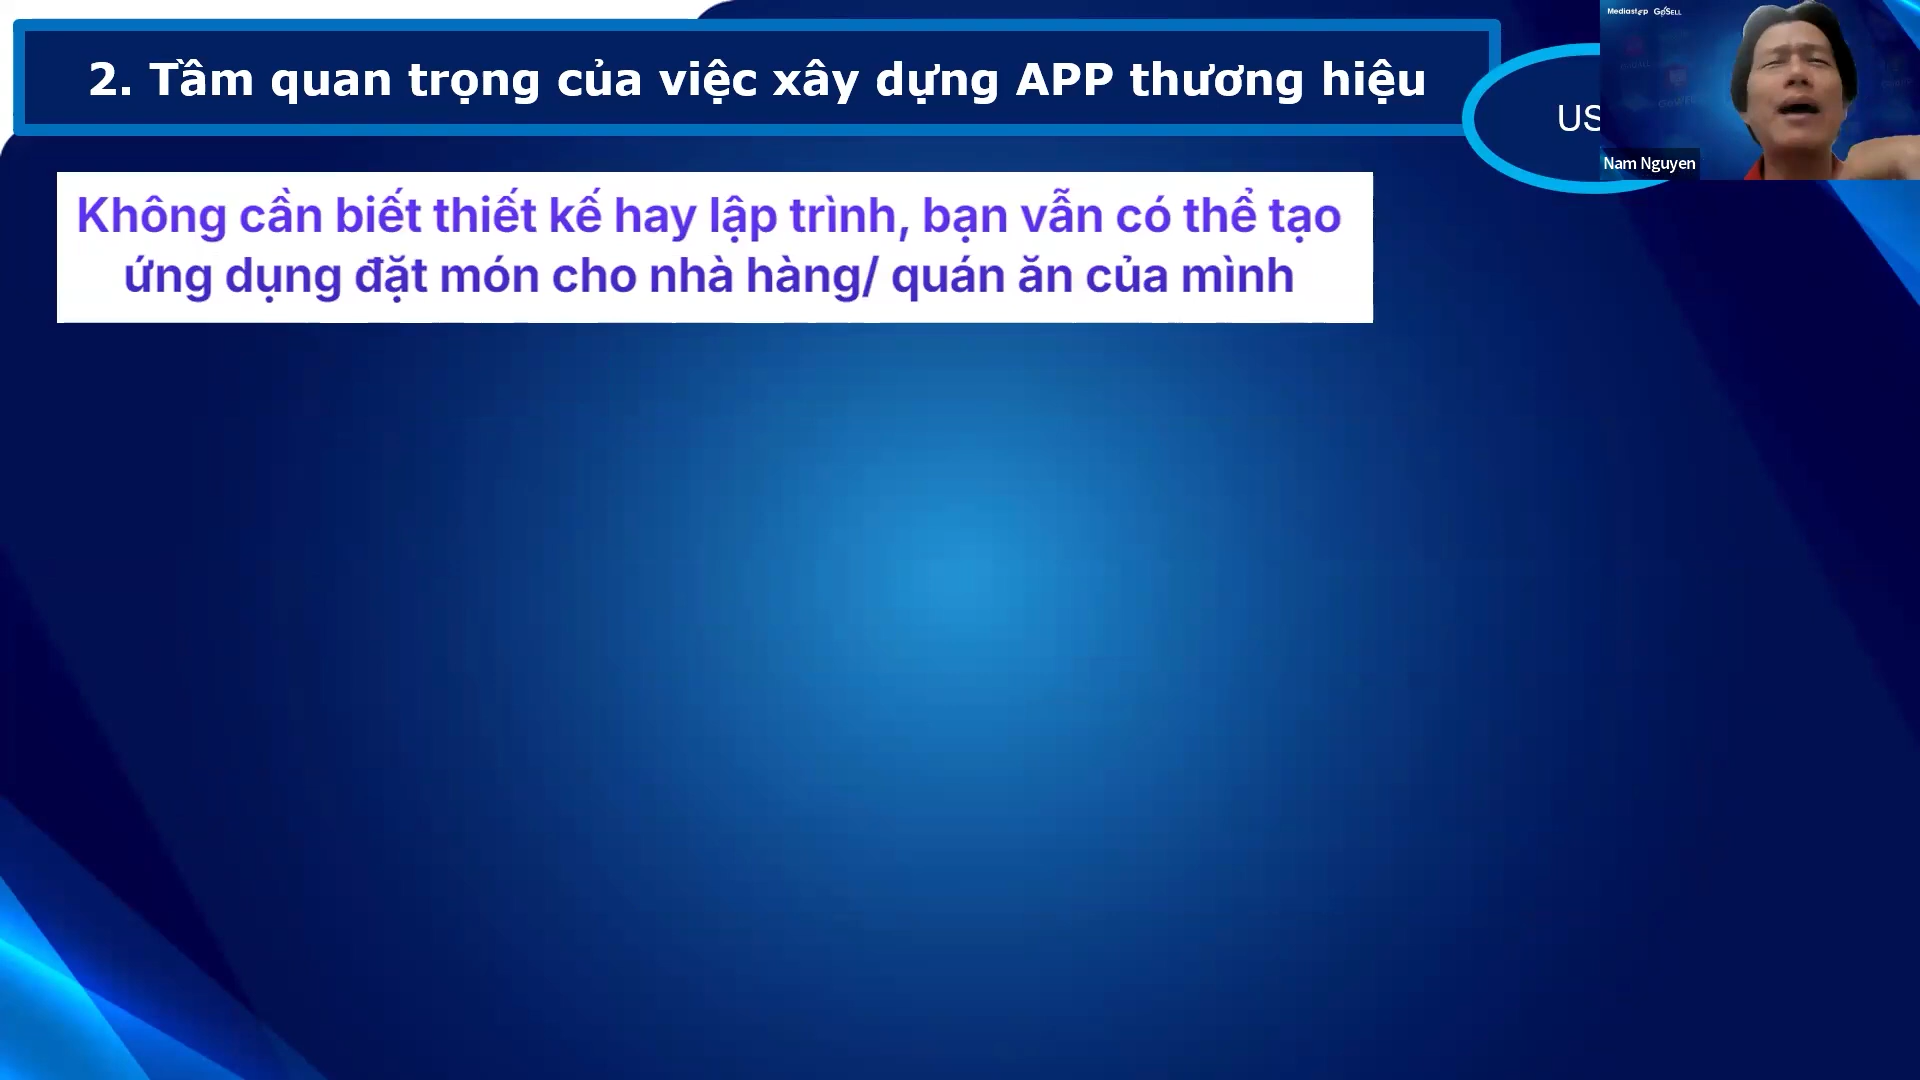 2. Tầm quan trọng của việc xây dựng APP thương hiệu
US
Mediastep GoSELL
Nam Nguyen
Không cần biết thiết kế hay lập trình, bạn vẫn có thể tạo
ứng dụng đặt món cho nhà hàng/ quán ăn của mình